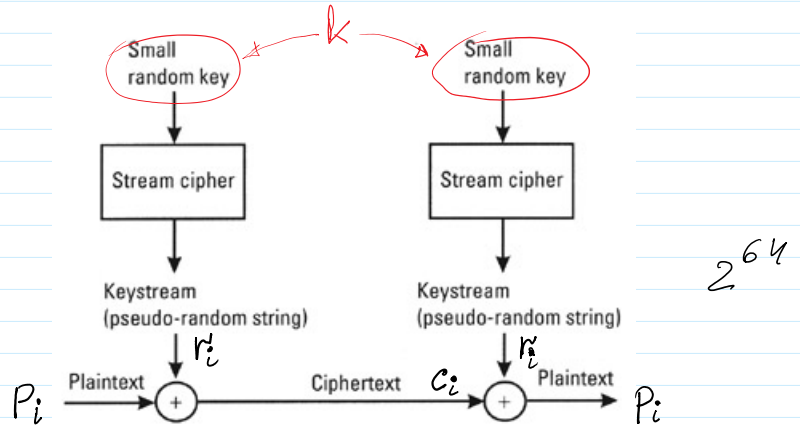 k
Small
random key
Small
random key
Stream cipher
Stream cipher
2^64
Keystream
(pseudo-random string)
Keystream
(pseudo-random string)
rᵢ
rᵢ
Pᵢ
Plaintext
+
Ciphertext
Cᵢ
+
Plaintext
Pᵢ